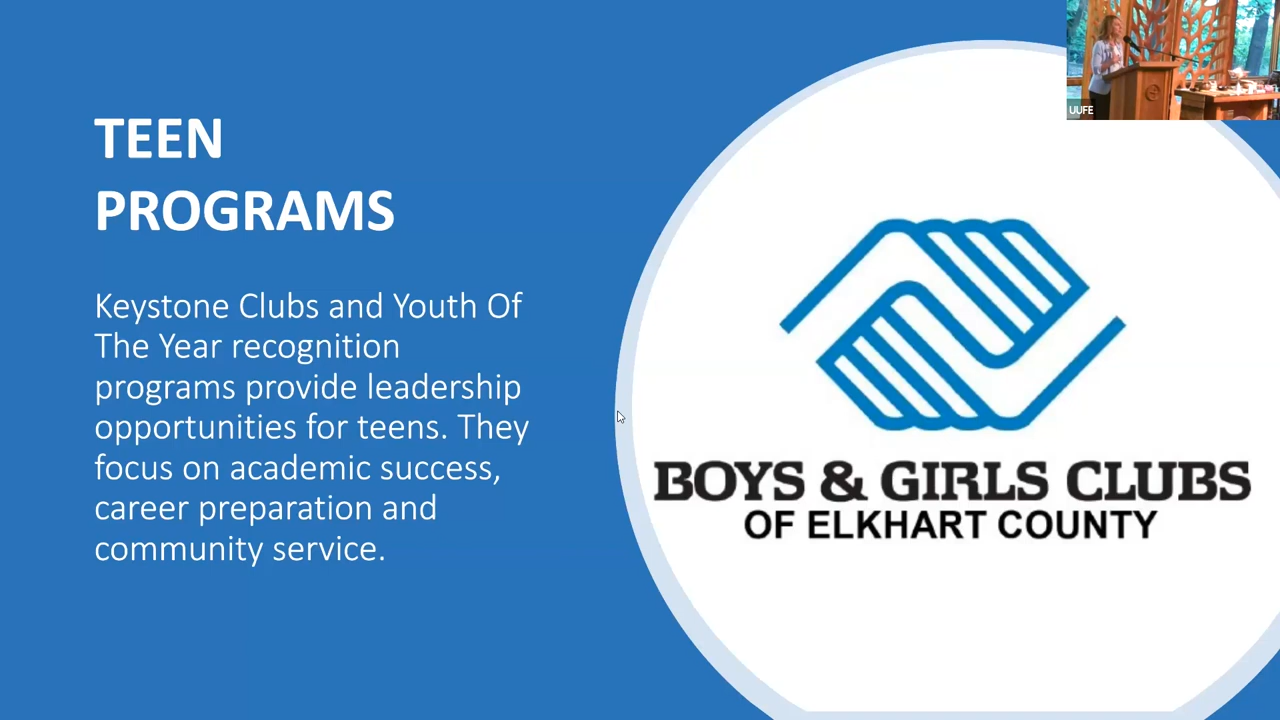 TEEN
PROGRAMS
Keystone Clubs and Youth Of
The Year recognition
programs provide leadership
opportunities for teens. They
focus on academic success,
career preparation and
community service.
BOYS & GIRLS CLUBS
OF ELKHART COUNTY
UUFE